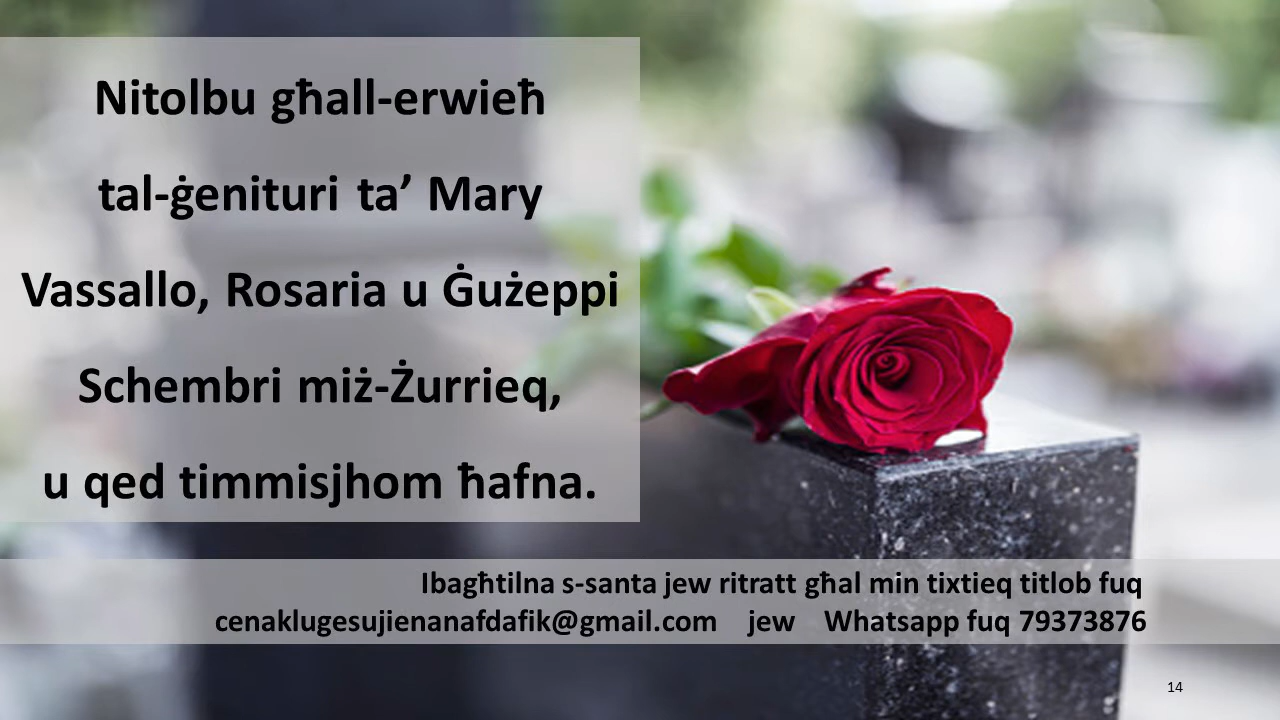 Nitolbu għall-erwieħ
tal-ġenituri ta’ Mary
Vassallo, Rosaria u Ġużeppi
Schembri miż-Żurrieq,
u qed timmisjhom ħafna.
Ibagħtilna s-santa jew ritratt għal min tixtieq titlob fuq
cenaklugesujienanafdafik@gmail.com jew Whatsapp fuq 79373876
14